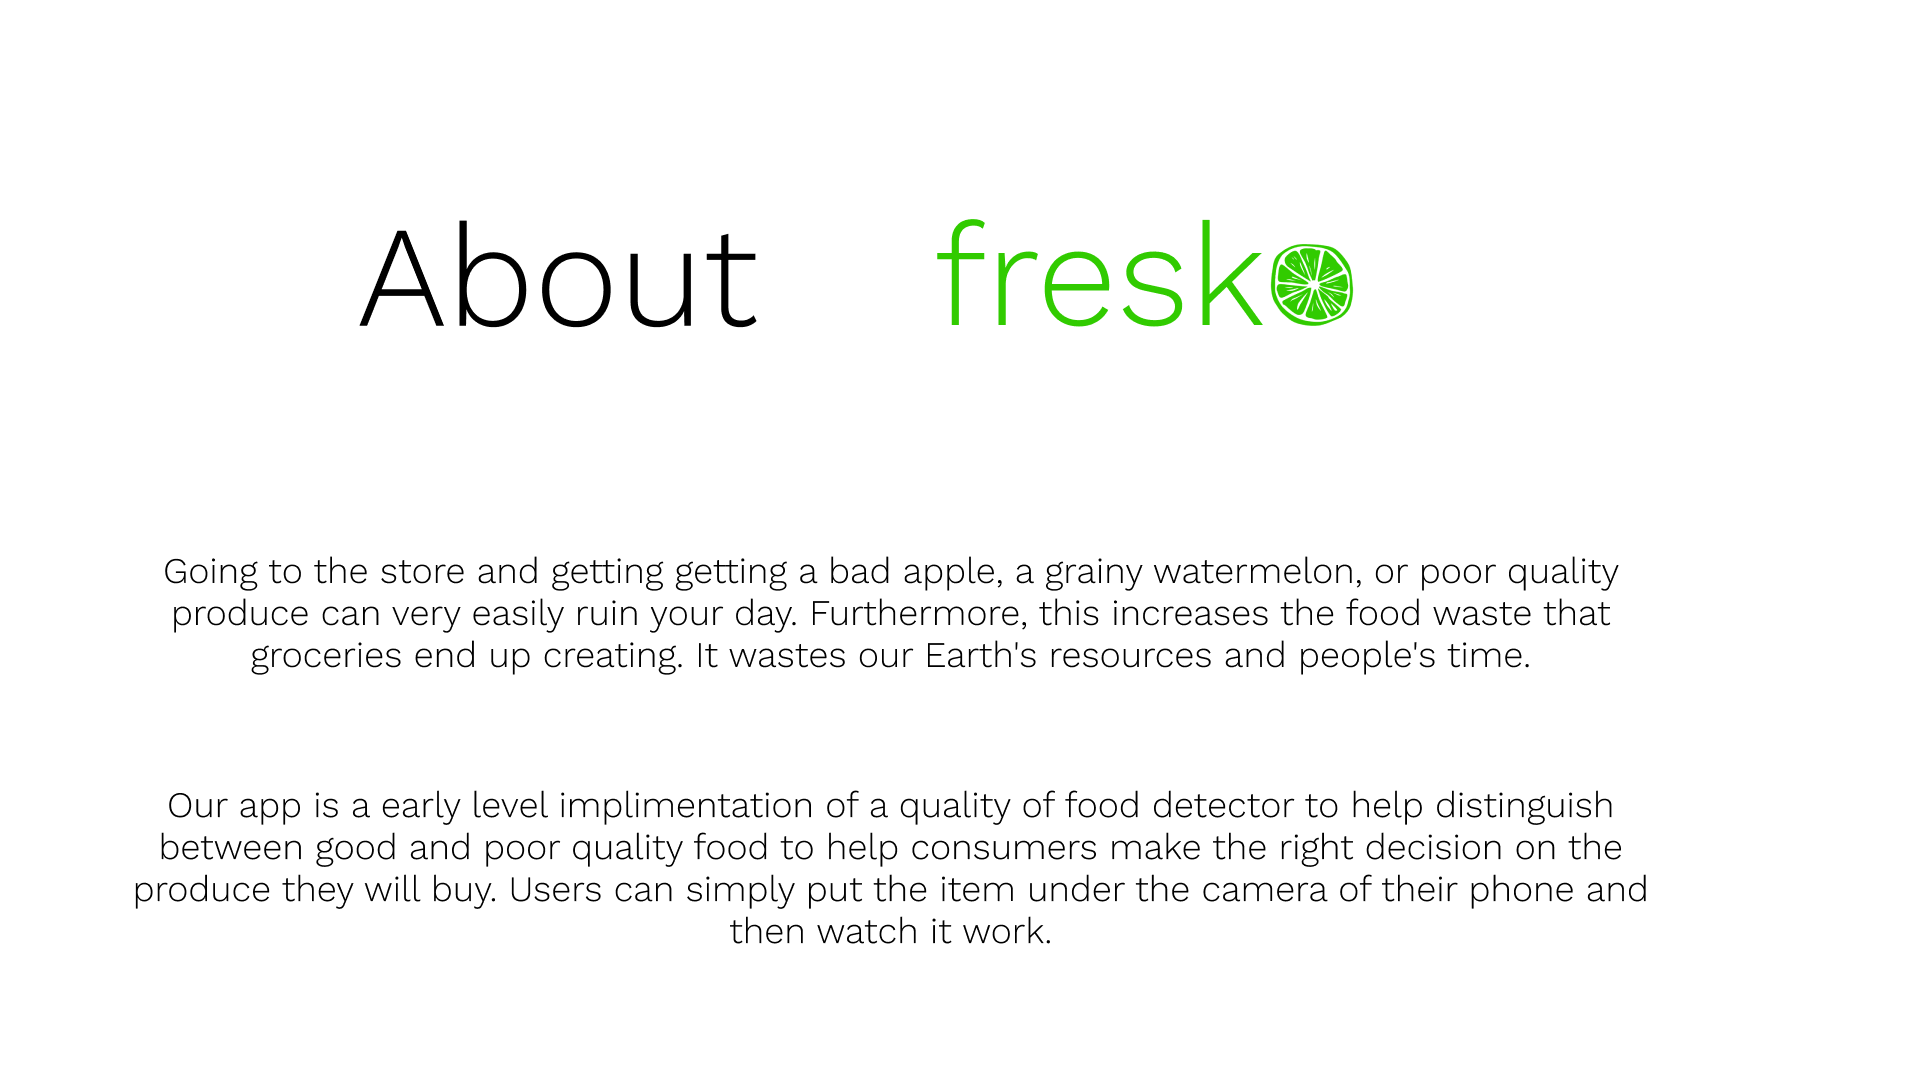 About fresko
Going to the store and getting getting a bad apple, a grainy watermelon, or poor quality
produce can very easily ruin your day. Furthermore, this increases the food waste that
groceries end up creating. It wastes our Earth's resources and people's time.
Our app is a early level implimentation of a quality of food detector to help distinguish
between good and poor quality food to help consumers make the right decision on the
produce they will buy. Users can simply put the item under the camera of their phone and
then watch it work.